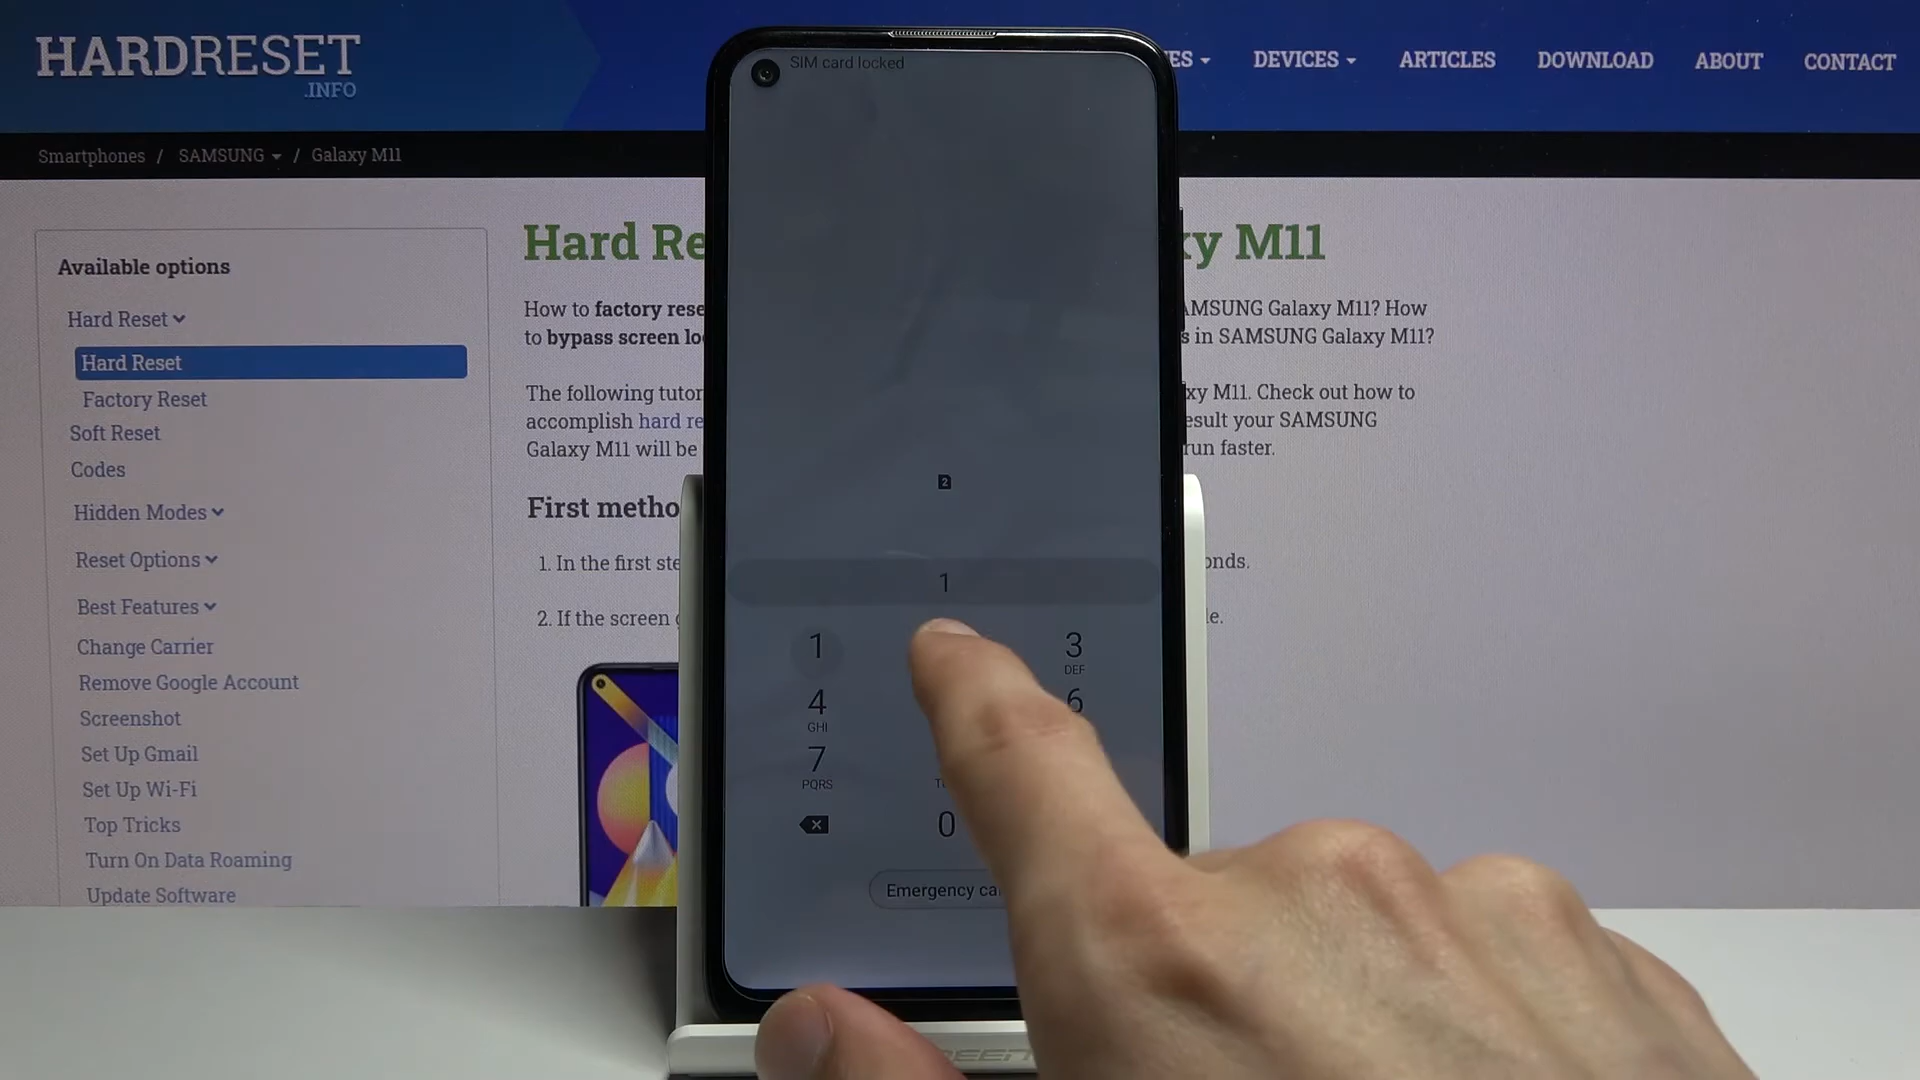 HARDRESET
.INFO
ES
DEVICES
ARTICLES
DOWNLOAD
ABOUT
CONTACT
Smartphones / SAMSUNG / Galaxy M11
Available options
Hard Reset
Hard Reset
Factory Reset
Soft Reset
Codes
Hidden Modes
Reset Options
Best Features
Change Carrier
Remove Google Account
Screenshot
Set Up Gmail
Set Up Wi-Fi
Top Tricks
Turn On Data Roaming
Update Software
Hard Re
xy M11
How to factory rese
AMSUNG Galaxy M11? How
to bypass screen lo
s in SAMSUNG Galaxy M11?
The following tutor
xy M11. Check out how to
accomplish hard re
esult your SAMSUNG
Galaxy M11 will be
run faster.
First metho
1. In the first ste
onds.
2. If the screen
e.
SIM card locked
2
1
1
3
DEF
4
GHI
6
7
PQRS
0
Emergency ca